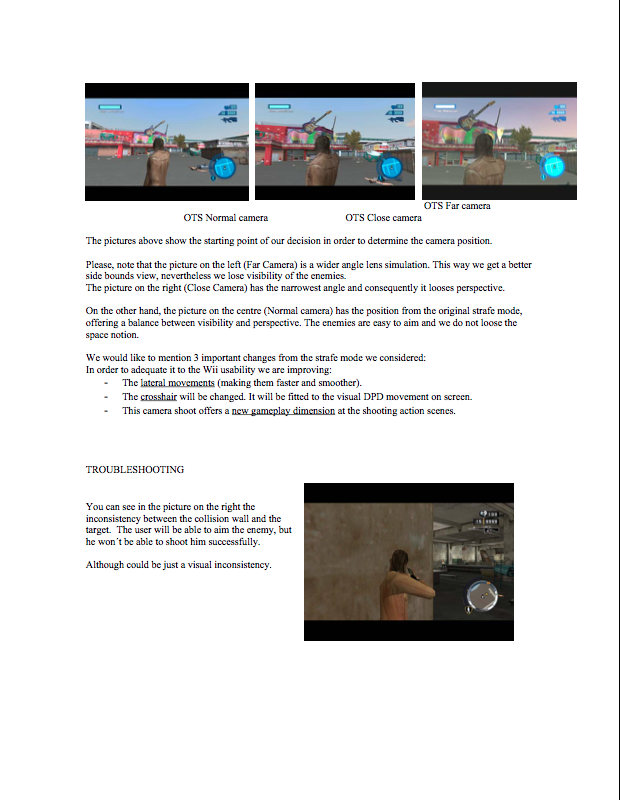 OTS Far camera
OTS Normal camera OTS Close camera
The pictures above show the starting point of our decision in order to determine the camera position.
Please, note that the picture on the left (Far Camera) is a wider angle lens simulation. This way we get a better
side bounds view, nevertheless we lose visibility of the enemies.
The picture on the right (Close Camera) has the narrowest angle and consequently it looses perspective.
On the other hand, the picture on the centre (Normal camera) has the position from the original strafe mode,
offering a balance between visibility and perspective. The enemies are easy to aim and we do not loose the
space notion.
We would like to mention 3 important changes from the strafe mode we considered:
In order to adequate it to the Wii usability we are improving:
- The lateral movements (making them faster and smoother).
- The crosshair will be changed. It will be fitted to the visual DPD movement on screen.
- This camera shoot offers a new gameplay dimension at the shooting action scenes.
TROUBLESHOOTING
You can see in the picture on the right the
inconsistency between the collision wall and the
target. The user will be able to aim the enemy, but
he won´t be able to shoot him successfully.
Although could be just a visual inconsistency.